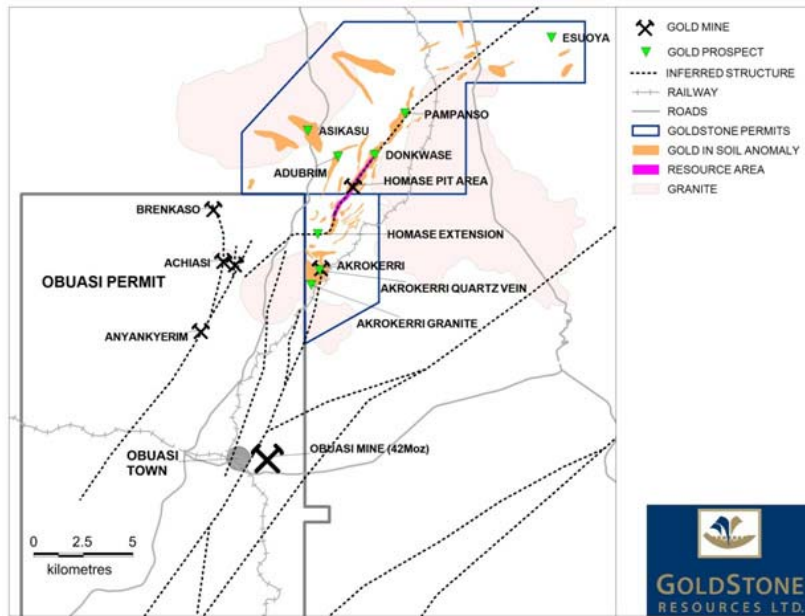 ESUOYA
PAMPANSO
ASIKASU
DONKWASE
ADUBRIM
HOMASE PIT AREA
BRENKASO
HOMASE EXTENSION
ACHIASI
AKROKERRI
OBUASI PERMIT
AKROKERRI QUARTZ VEIN
AKROKERRI GRANITE
ANYANKYERIM
OBUASI MINE (42Moz)
OBUASI
TOWN
0 2.5 5
kilometres
GOLD MINE
GOLD PROSPECT
INFERRED STRUCTURE
RAILWAY
ROADS
GOLDSTONE PERMITS
GOLD IN SOIL ANOMALY
RESOURCE AREA
GRANITE
GOLDSTONE
RESOURCES LTD.